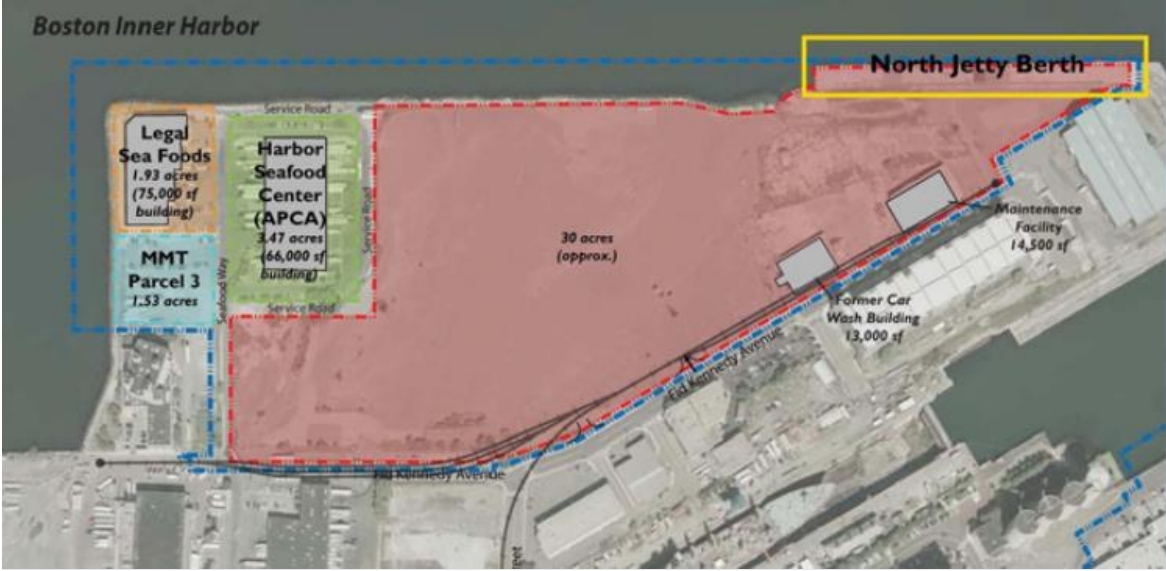 Boston Inner Harbor
North Jetty Berth
Service Road
Legal
Sea Foods
1.93 acres
(75,000 sf
building)
Harbor
Seafood
Center
(APCA)
3.47 acres
(66,000 sf
building)
Service Road
30 acres
(approx.)
Maintenance
Facility
14,500 sf
MMT
Parcel 3
1.53 acres
Seafood Way
Service Road
Former Car
Wash Building
13,000 sf
Fid Kennedy Avenue
Fid Kennedy Avenue